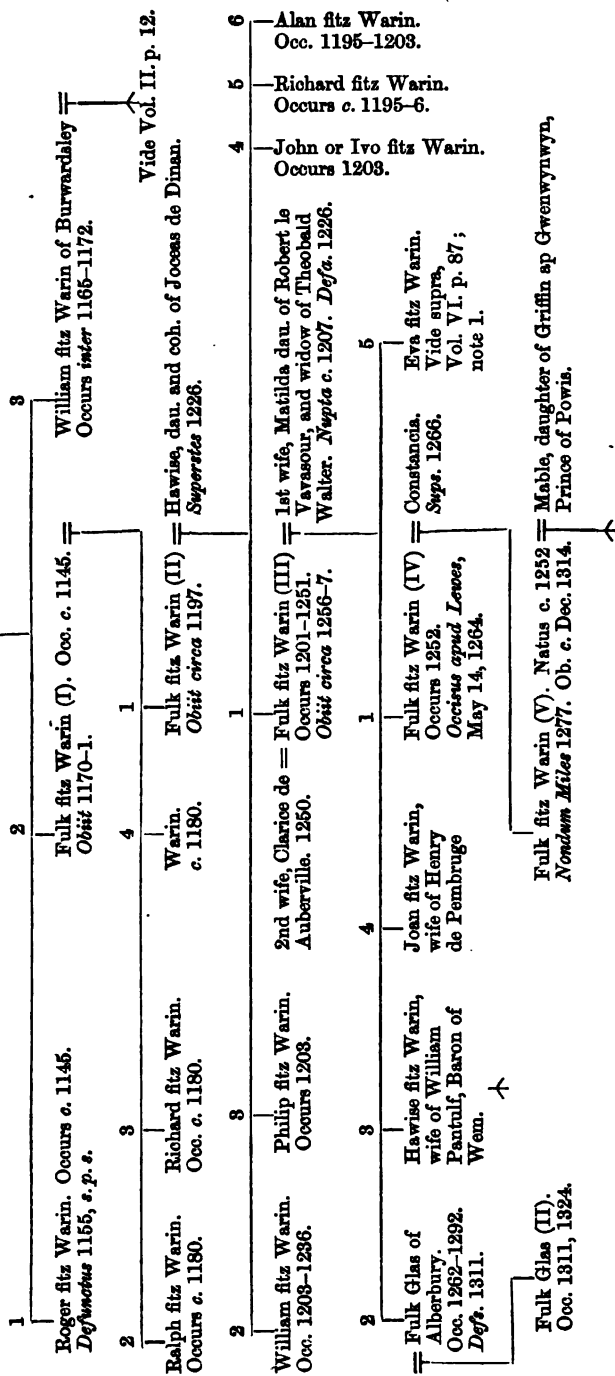 1
2
3
Roger fitz Warin. Occurs c. 1145.
Defunctus 1155, s.p.s.
Fulk fitz Warin (I). Occ. c. 1145.
Obiit 1170-1.
William fitz Warin of Burwardsley
Occurs inter 1165–1172.
Vide Vol. II. p. 12.
2
3
4
1
Ralph fitz Warin.
Occurs c. 1180.
Richard fitz Warin.
Occ. c. 1180.
Warin.
c. 1180.
Fulk fitz Warin (II)
Obiit circa 1197.
Hawise, dau. and coh. of Joceas de Dinan.
Superstes 1226.
2
3
1
4
5
6
William fitz Warin.
Occ. 1203–1236.
Philip fitz Warin.
Occurs 1203.
2nd wife, Clarice de
Auberville. 1250.
Fulk fitz Warin (III)
Occurs 1201–1251.
Obiit circa 1256–7.
1st wife, Matilda dau. of Robert le
Vavasour, and widow of Theobald
Walter. Nupta c. 1207. Defa. 1226.
John or Ivo fitz Warin.
Occurs 1203.
Richard fitz Warin.
Occurs c. 1195–6.
Alan fitz Warin.
Occ. 1195–1203.
2
3
4
1
5
Fulk Glas of
Alberbury.
Occ. 1262–1292.
Defs. 1311.
Hawise fitz Warin,
wife of William
Pantulf, Baron of
Wem.
Joan fitz Warin,
wife of Henry
de Pembruge
Fulk fitz Warin (IV)
Occurs 1252.
Occisus apud Lewes,
May 14, 1264.
Constancia.
Sups. 1266.
Eva fitz Warin.
Vide supra,
Vol. VI. p. 87;
note 1.
Fulk Glas (II).
Occ. 1311, 1324.
Fulk fitz Warin (V). Natus c. 1252
Nondum Miles 1277. Ob. c. Dec. 1314.
Mable, daughter of Griffin ap Gwenwynwyn,
Prince of Powis.